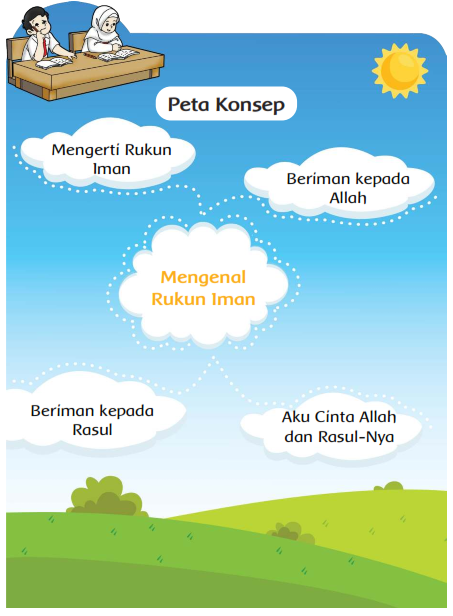 Peta Konsep
Mengerti Rukun
Iman
Beriman kepada
Allah
Mengenal
Rukun Iman
Beriman kepada
Rasul
Aku Cinta Allah
dan Rasul-Nya